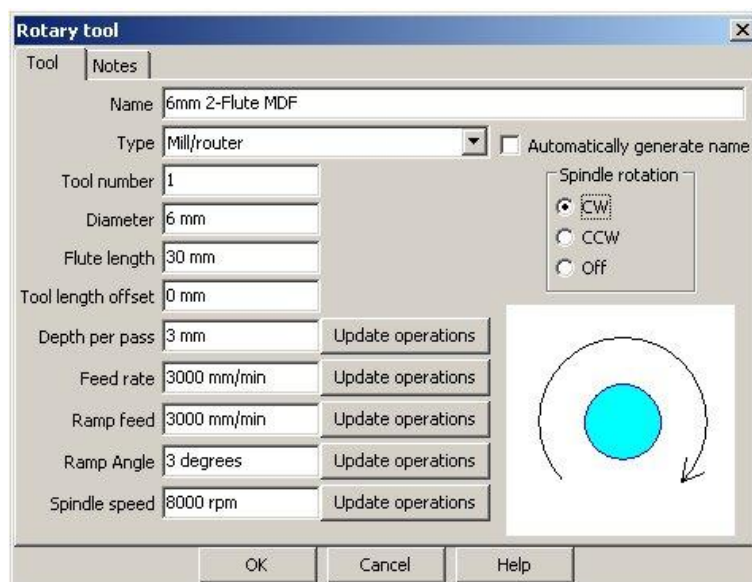 Rotary tool
Tool Notes
Name 6mm 2-Flute MDF
Type Mill/router Automatically generate name
Tool number 1 Spindle rotation
Diameter 6 mm CW
Flute length 30 mm CCW
Tool length offset 0 mm Off
Depth per pass 3 mm Update operations
Feed rate 3000 mm/min Update operations
Ramp feed 3000 mm/min Update operations
Ramp Angle 3 degrees Update operations
Spindle speed 8000 rpm Update operations
OK Cancel Help